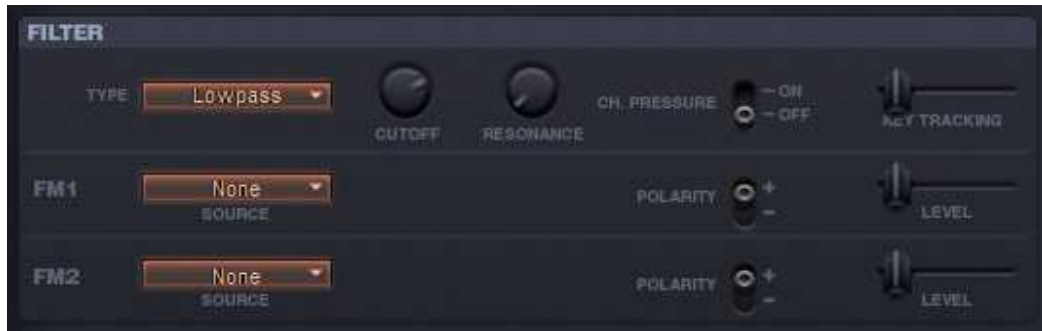 FILTER
TYPE Lowpass CUTOFF RESONANCE CH. PRESSURE ON OFF KEY TRACKING
FM1 None SOURCE POLARITY + - LEVEL
FM2 None SOURCE POLARITY + - LEVEL